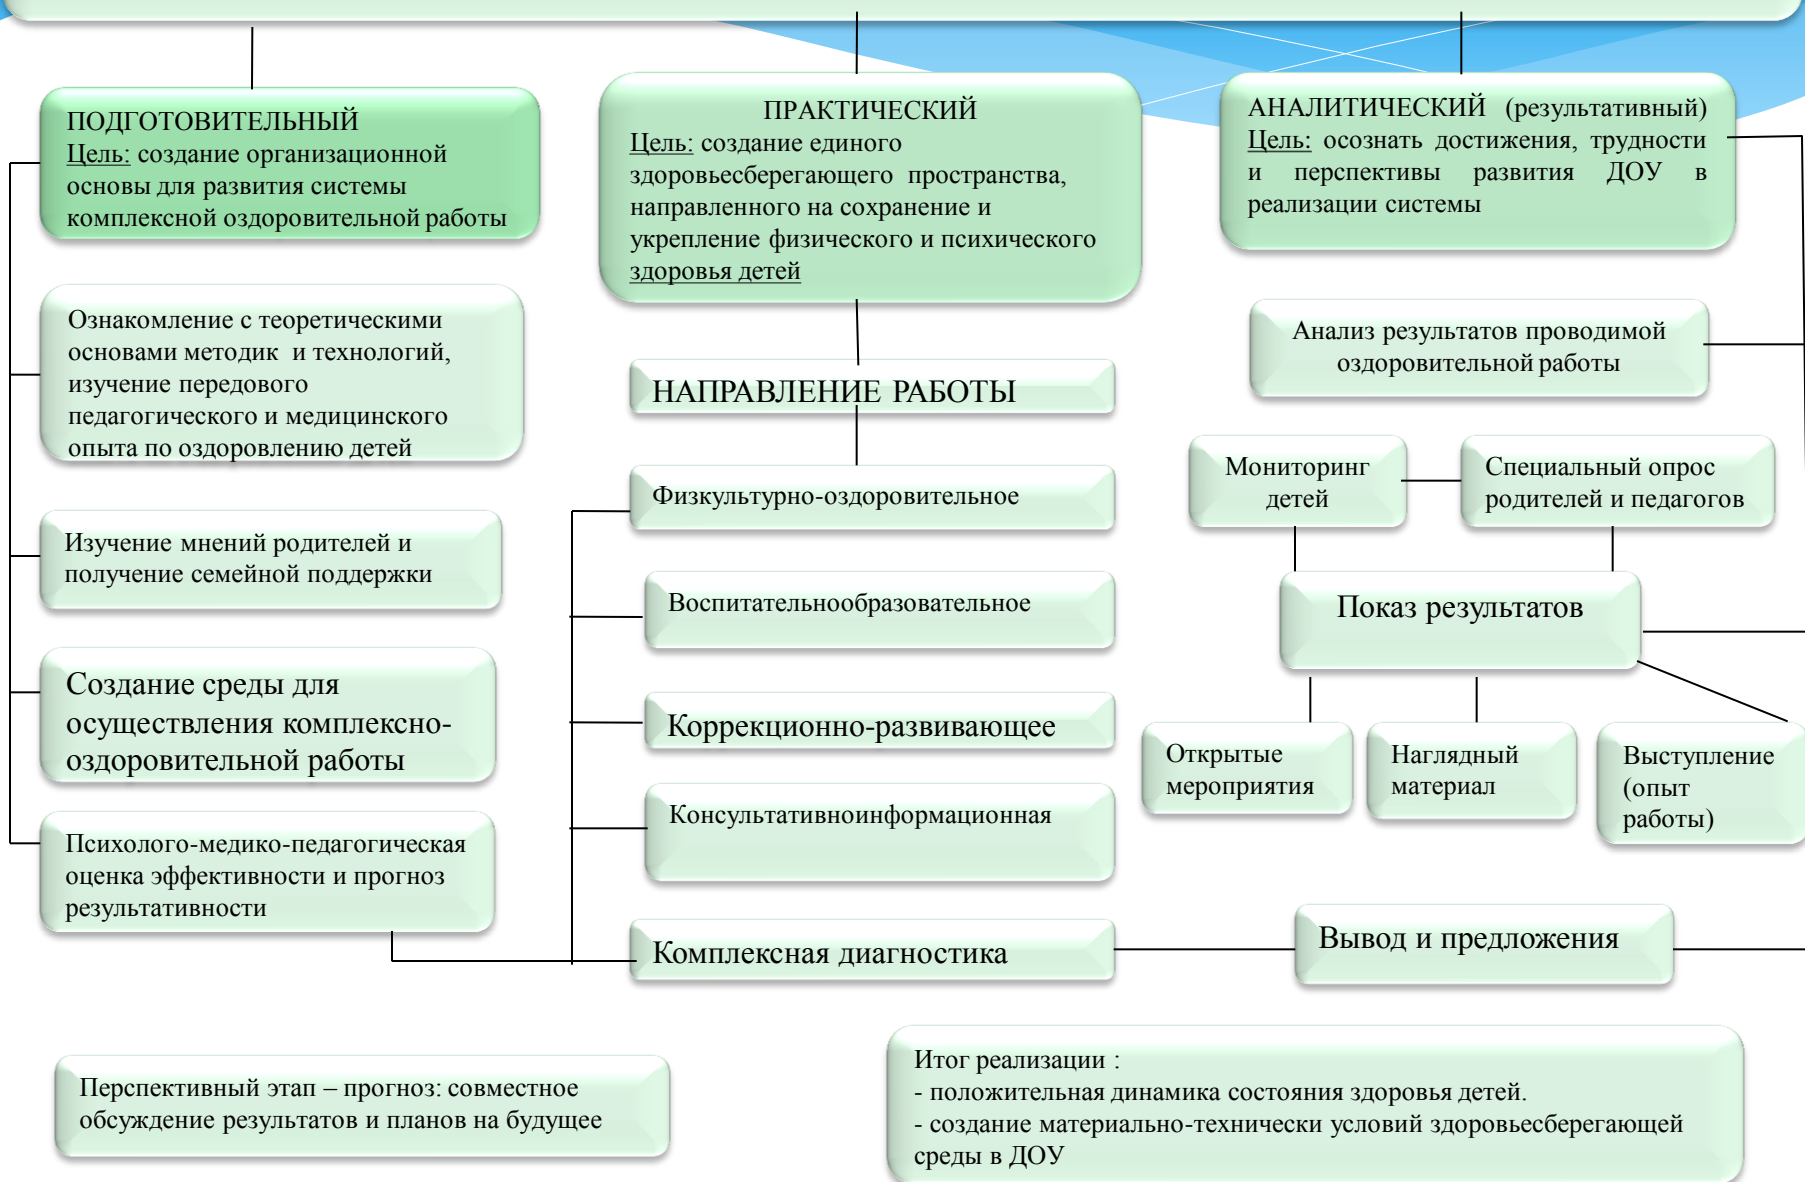 ПОДГОТОВИТЕЛЬНЫЙ
Цель: создание организационной
основы для развития системы
комплексной оздоровительной работы
Ознакомление с теоретическими
основами методик и технологий,
изучение передового
педагогического и медицинского
опыта по оздоровлению детей
Изучение мнений родителей и
получение семейной поддержки
Создание среды для
осуществления комплексно-
оздоровительной работы
Психолого-медико-педагогическая
оценка эффективности и прогноз
результативности
ПРАКТИЧЕСКИЙ
Цель: создание единого
здоровьесберегающего пространства,
направленного на сохранение и
укрепление физического и психического
здоровья детей
НАПРАВЛЕНИЕ РАБОТЫ
Физкультурно-оздоровительное
Воспитательнообразовательное
Коррекционно-развивающее
Консультативноинформационная
Комплексная диагностика
АНАЛИТИЧЕСКИЙ (результативный)
Цель: осознать достижения, трудности
и перспективы развития ДОУ в
реализации системы
Анализ результатов проводимой
оздоровительной работы
Мониторинг
детей
Специальный опрос
родителей и педагогов
Показ результатов
Открытые
мероприятия
Наглядный
материал
Выступление
(опыт
работы)
Вывод и предложения
Перспективный этап – прогноз: совместное
обсуждение результатов и планов на будущее
Итог реализации :
- положительная динамика состояния здоровья детей.
- создание материально-технически условий здоровьесберегающей
среды в ДОУ